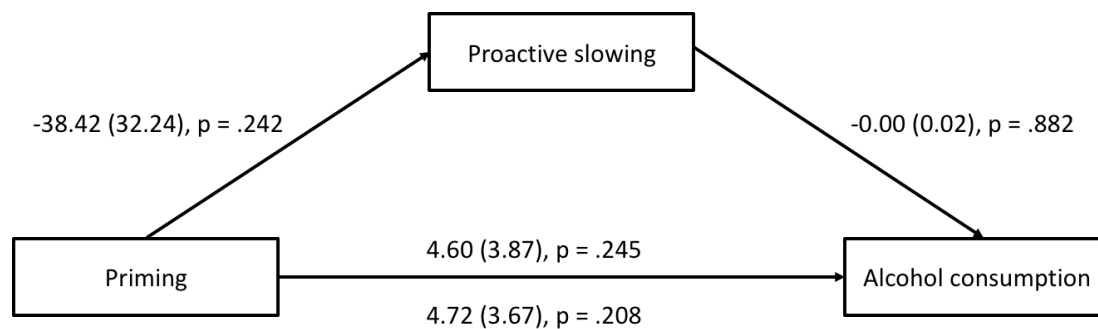 Proactive slowing
-38.42 (32.24), p = .242
-0.00 (0.02), p = .882
Priming
4.60 (3.87), p = .245
4.72 (3.67), p = .208
Alcohol consumption